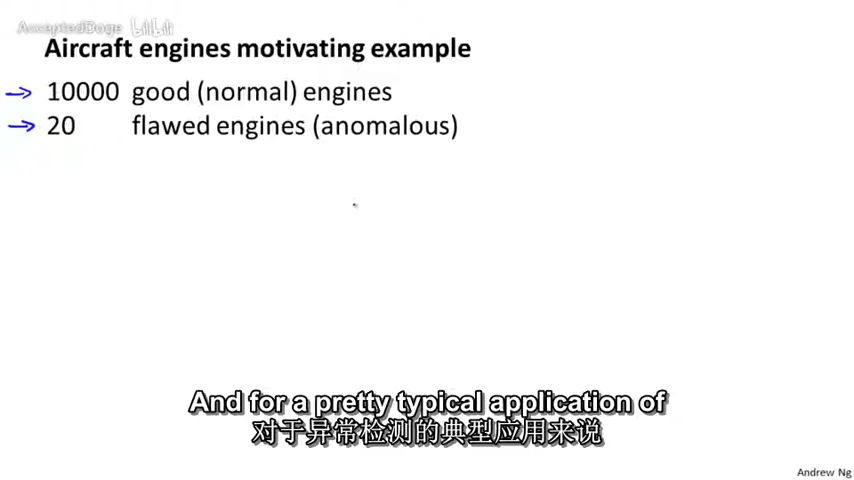 AcceptedDoge bilibili
Aircraft engines motivating example
→ 10000 good (normal) engines
→ 20 flawed engines (anomalous)
And for a pretty typical application of
对于异常检测的典型应用来说
Andrew Ng